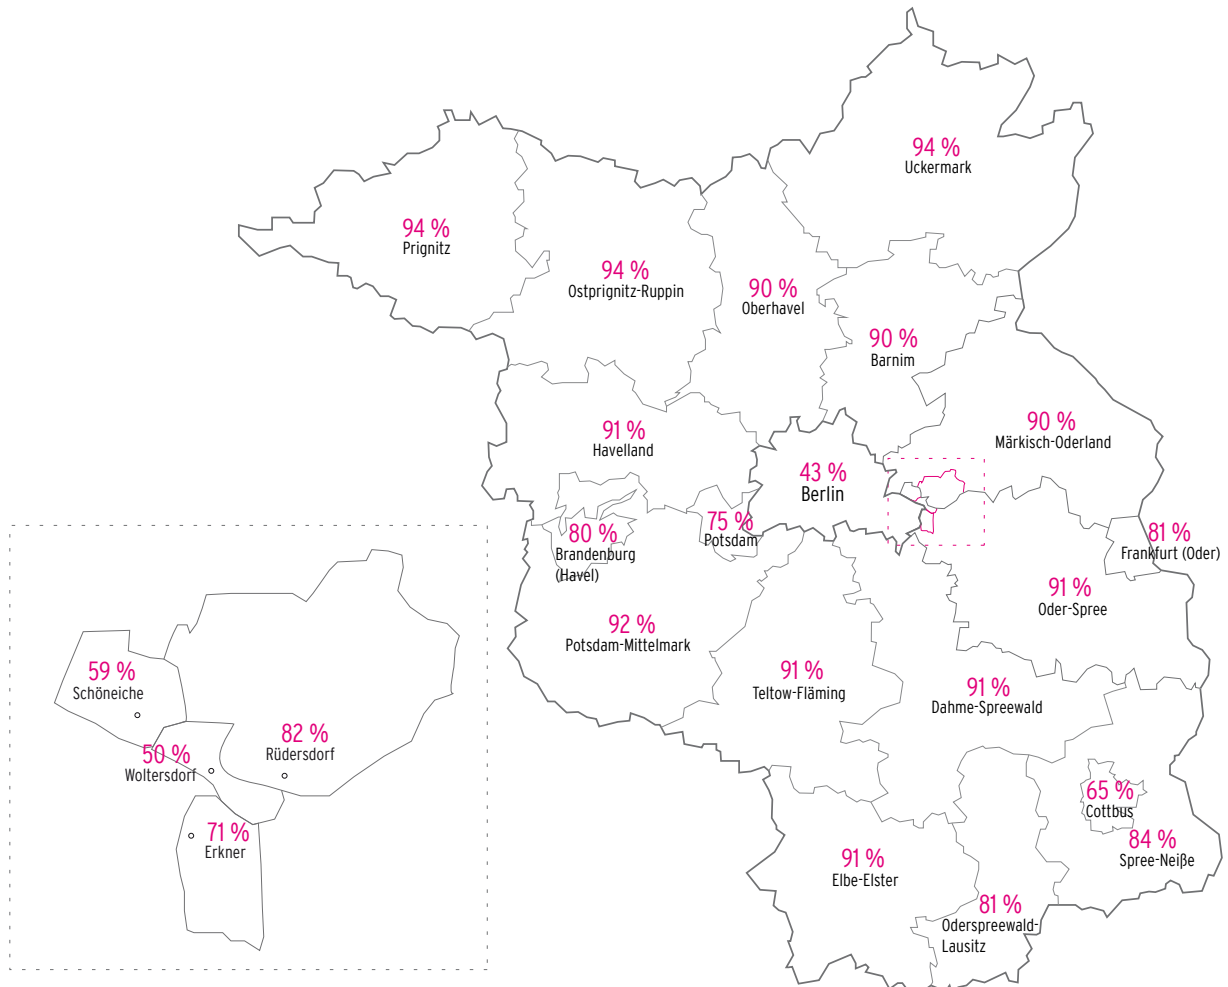 94 %
Uckermark
94 %
Prignitz
94 %
Ostprignitz-Ruppin
90 %
Oberhavel
90 %
Barnim
91 %
Havelland
90 %
Märkisch-Oderland
43 %
Berlin
75 %
Potsdam
80 %
Brandenburg
(Havel)
81 %
Frankfurt (Oder)
91 %
Oder-Spree
92 %
Potsdam-Mittelmark
91 %
Teltow-Fläming
91 %
Dahme-Spreewald
65 %
Cottbus
84 %
Spree-Neiße
91 %
Elbe-Elster
81 %
Oderspreewald-
Lausitz
59 %
Schöneiche
50 %
Woltersdorf
82 %
Rüdersdorf
71 %
Erkner